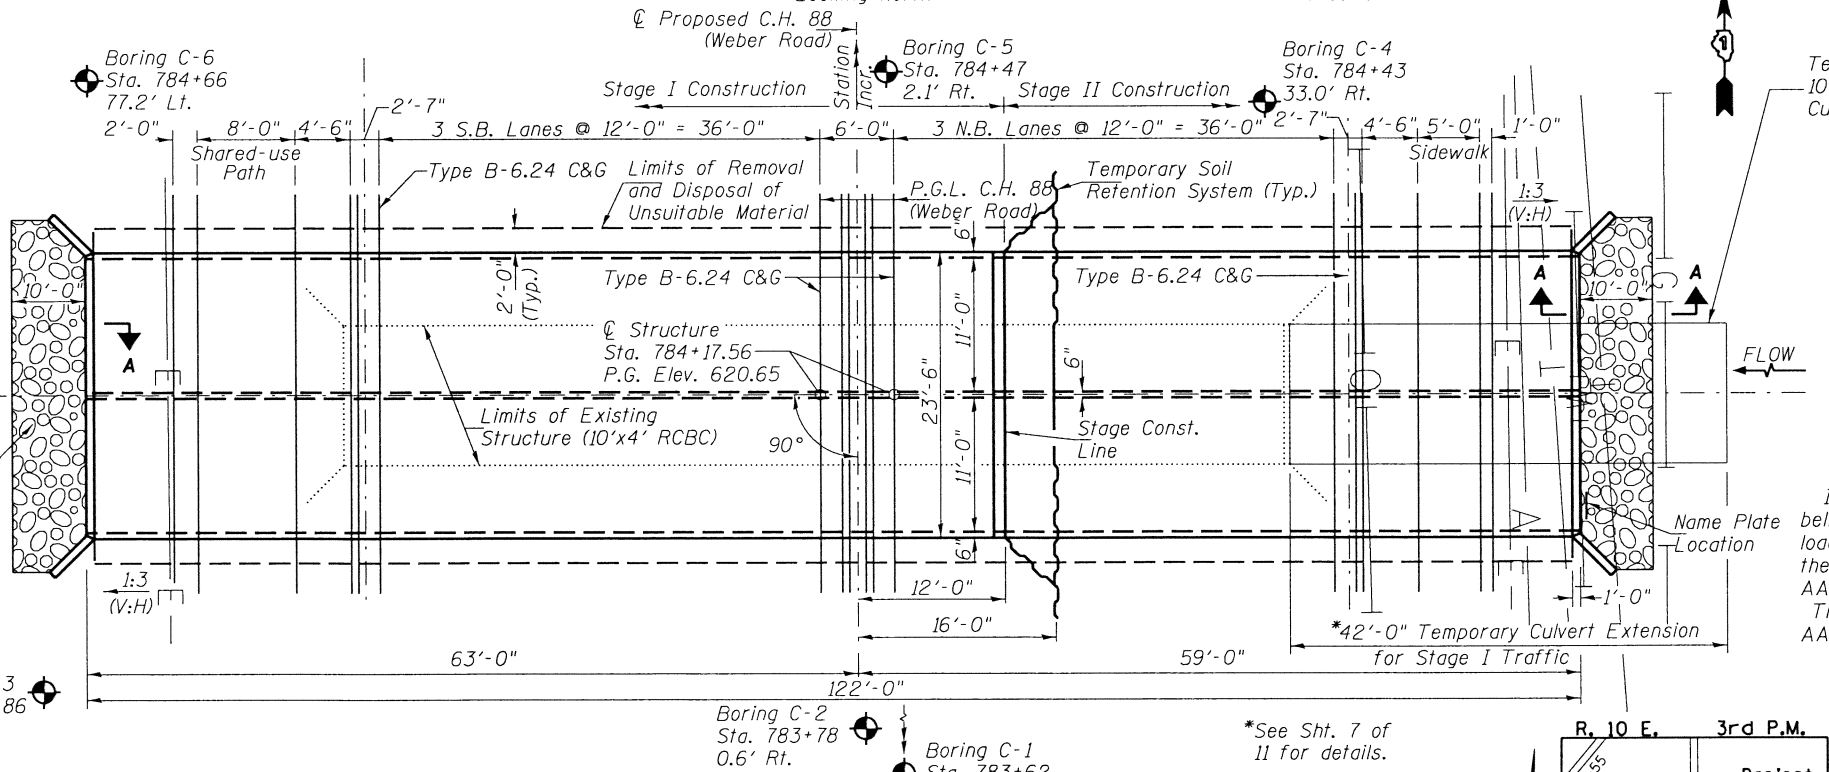 ℄ Proposed C.H. 88
(Weber Road)
Station
Incr.
Boring C-6
Sta. 784+66
77.2' Lt.
Boring C-5
Sta. 784+47
2.1' Rt.
Boring C-4
Sta. 784+43
33.0' Rt.
1
Stage I Construction
Stage II Construction
2'-0"
8'-0"
4'-6"
2'-7"
3 S.B. Lanes @ 12'-0" = 36'-0"
6'-0"
3 N.B. Lanes @ 12'-0" = 36'-0"
2'-7"
4'-6"
5'-0"
1'-0"
Shared-use
Path
Sidewalk
Type B-6.24 C&G
Limits of Removal
and Disposal of
Unsuitable Material
P.G.L. C.H. 88
(Weber Road)
Temporary Soil
Retention System (Typ.)
1:3
(V:H)
6"
2'-0"
(Typ.)
Type B-6.24 C&G
Type B-6.24 C&G
10'-0"
A
A
A
10'-0"
℄ Structure
Sta. 784+17.56
P.G. Elev. 620.65
11'-0"
23'-6"
6"
FLOW
Limits of Existing
Structure (10'x4' RCBC)
90°
11'-0"
Stage Const.
Line
Name Plate
Location
6"
1:3
(V:H)
12'-0"
16'-0"
1'-0"
*42'-0" Temporary Culvert Extension
for Stage I Traffic
63'-0"
59'-0"
122'-0"
3
86
Boring C-2
Sta. 783+78
0.6' Rt.
Boring C-1
Sta. 783+62
*See Sht. 7 of
11 for details.
R. 10 E.
3rd P.M.
55
Project